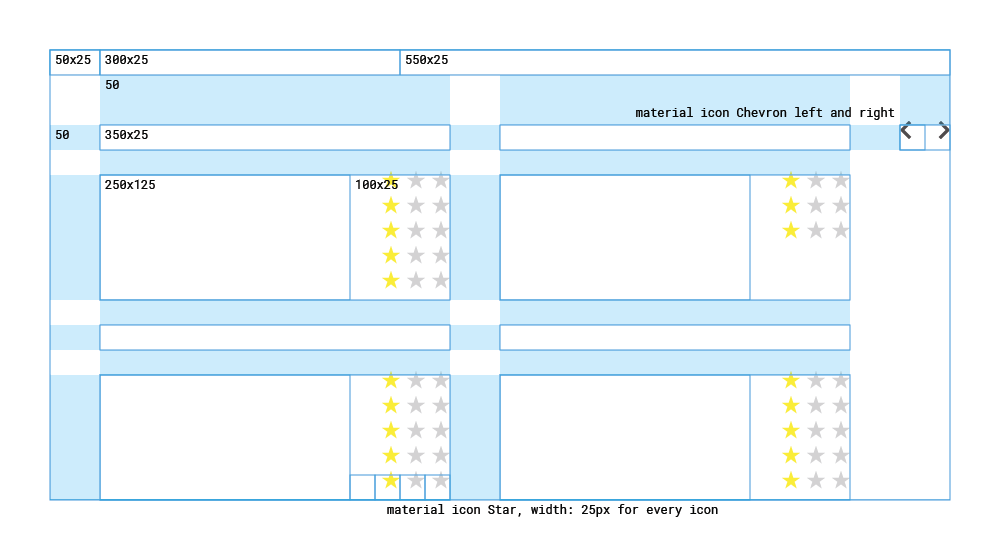 50x25 300x25 550x25
50
material icon Chevron left and right
50 350x25
250x125 100x25
material icon Star, width: 25px for every icon